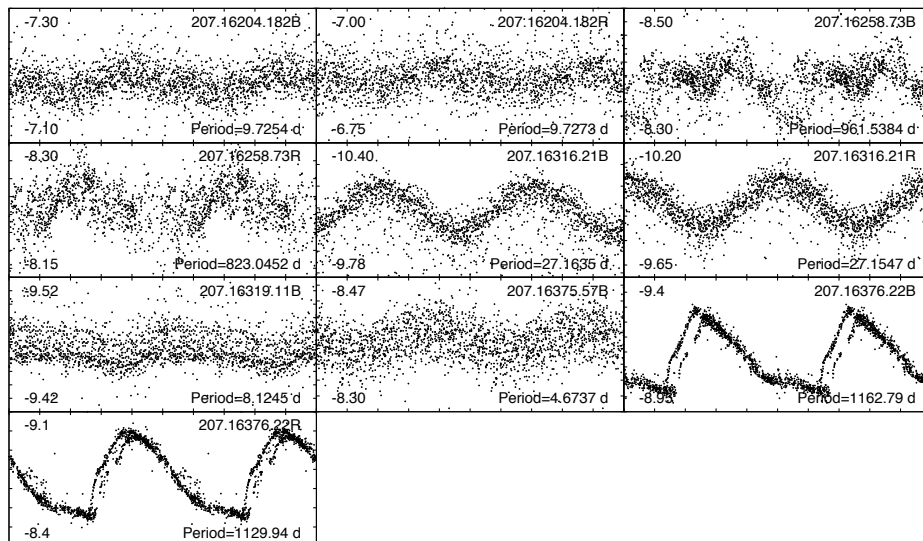 -7.30 207.16204.182B
-7.10 Period=9.7254 d
-7.00 207.16204.182R
-6.75 Period=9.7273 d
-8.50 207.16258.73B
-8.30 Period=961.5384 d
-8.30 207.16258.73R
-8.15 Period=823.0452 d
-10.40 207.16316.21B
-9.78 Period=27.1635 d
-10.20 207.16316.21R
-9.65 Period=27.1547 d
-9.52 207.16319.11B
-9.42 Period=8.1245 d
-8.47 207.16375.57B
-8.30 Period=4.6737 d
-9.4 207.16376.22B
-8.95 Period=1162.79 d
-9.1 207.16376.22R
-8.4 Period=1129.94 d